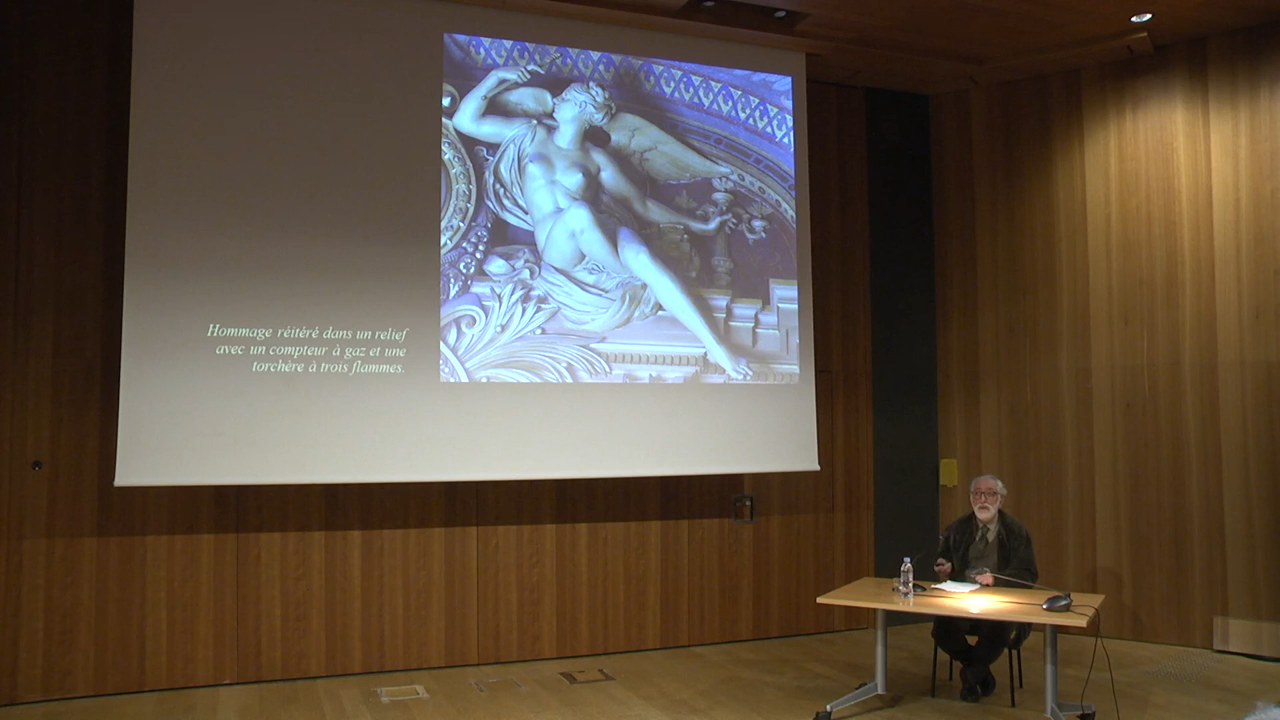 Hommage réitéré dans un relief
avec un compteur à gaz et une
torchère à trois flammes.